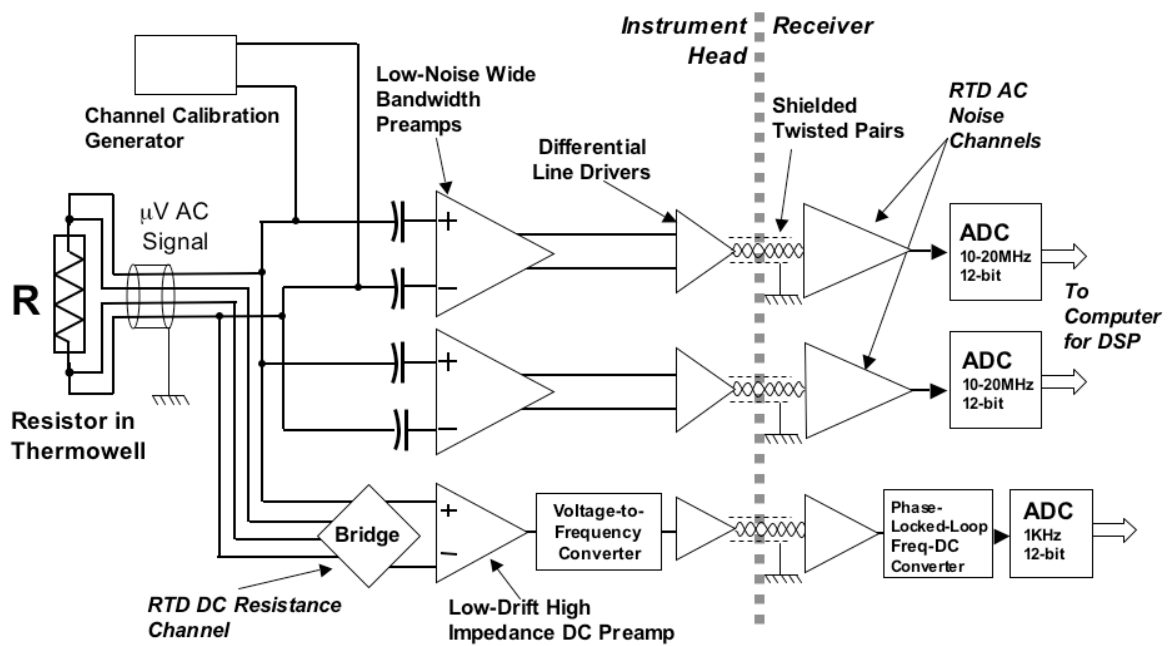 Instrument
Head
Receiver
Channel Calibration
Generator
Low-Noise Wide
Bandwidth
Preamps
Differential
Line Drivers
Shielded
Twisted Pairs
RTD AC
Noise
Channels
μV AC
Signal
R
Resistor in
Thermowell
+
−
ADC
10-20MHz
12-bit
To
Computer
for DSP
+
−
ADC
10-20MHz
12-bit
Bridge
+
−
Voltage-to-
Frequency
Converter
Phase-
Locked-Loop
Freq-DC
Converter
ADC
1KHz
12-bit
RTD DC Resistance
Channel
Low-Drift High
Impedance DC Preamp